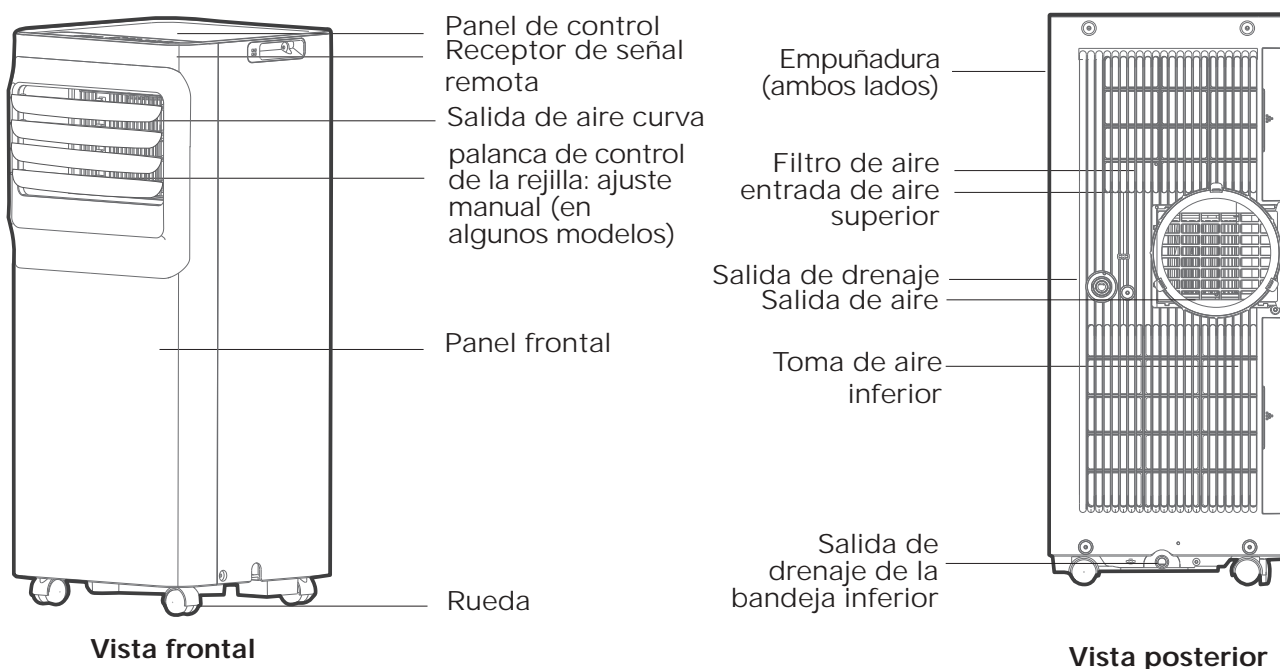 Panel de control
Receptor de señal
remota
Salida de aire curva
palanca de control
de la rejilla: ajuste
manual (en
algunos modelos)
Panel frontal
Rueda
Vista frontal
Empuñadura
(ambos lados)
Filtro de aire
entrada de aire
superior
Salida de drenaje
Salida de aire
Toma de aire
inferior
Salida de
drenaje de la
bandeja inferior
Vista posterior